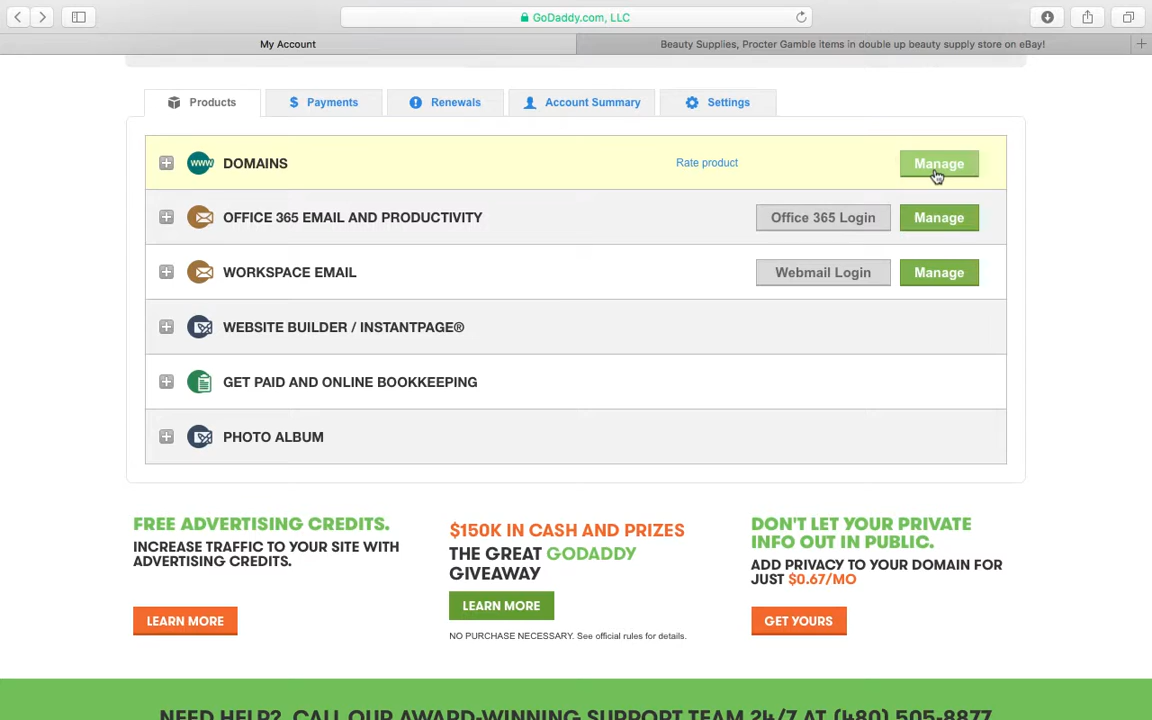 GoDaddy.com, LLC
My Account
Beauty Supplies, Procter Gamble items in double up beauty supply store on eBay!
Products
Payments
Renewals
Account Summary
Settings
WWW DOMAINS
Rate product
Manage
OFFICE 365 EMAIL AND PRODUCTIVITY
Office 365 Login
Manage
WORKSPACE EMAIL
Webmail Login
Manage
WEBSITE BUILDER / INSTANTPAGE®
GET PAID AND ONLINE BOOKKEEPING
PHOTO ALBUM
FREE ADVERTISING CREDITS.
INCREASE TRAFFIC TO YOUR SITE WITH
ADVERTISING CREDITS.
LEARN MORE
$150K IN CASH AND PRIZES
THE GREAT GODADDY
GIVEAWAY
LEARN MORE
NO PURCHASE NECESSARY. See official rules for details.
DON'T LET YOUR PRIVATE
INFO OUT IN PUBLIC.
ADD PRIVACY TO YOUR DOMAIN FOR
JUST $0.67/MO
GET YOURS
NEED HELP? CALL OUR AWARD-WINNING SUPPORT TEAM 24/7 AT (480) 505-8877